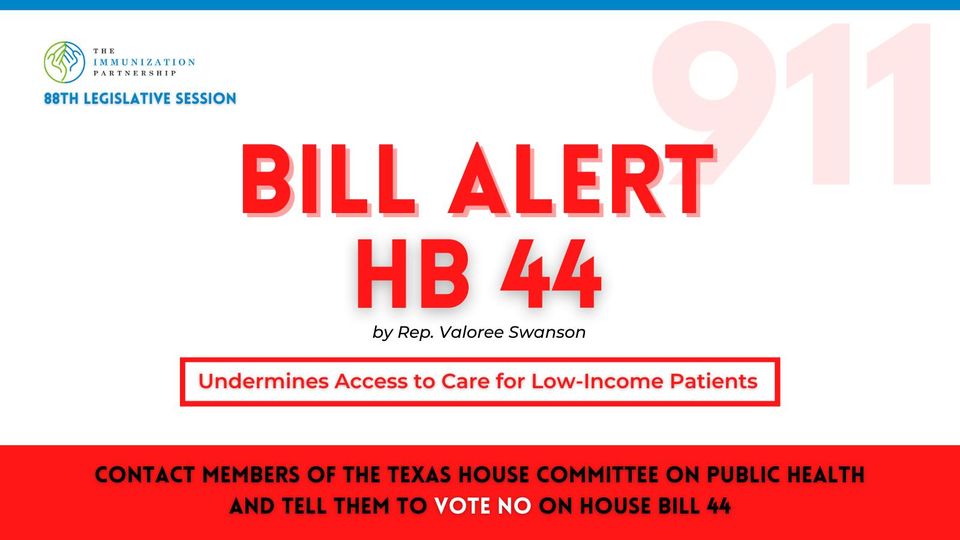 THE
IMMUNIZATION
PARTNERSHIP
88TH LEGISLATIVE SESSION
911
BILL ALERT
HB 44
by Rep. Valoree Swanson
Undermines Access to Care for Low-Income Patients
CONTACT MEMBERS OF THE TEXAS HOUSE COMMITTEE ON PUBLIC HEALTH
AND TELL THEM TO VOTE NO ON HOUSE BILL 44